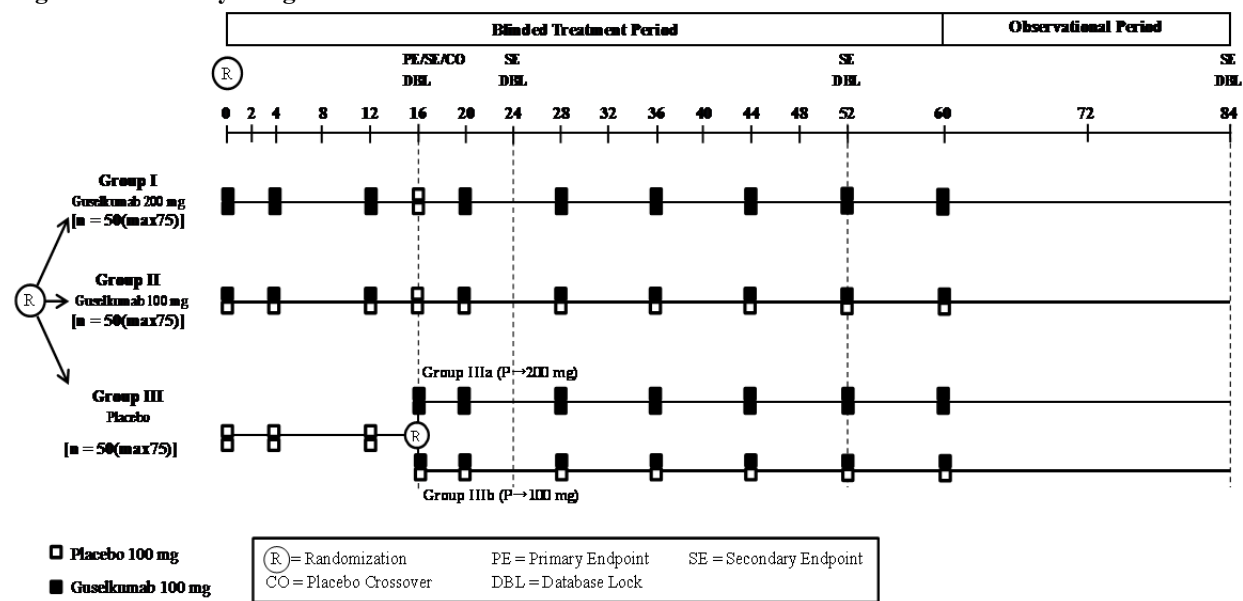 Blinded Treatment Period Observational Period
PE/SE/CO SE SE SE
R DBL DBL DBL DBL
0 2 4 8 12 16 20 24 28 32 36 40 44 48 52 60 72 84
Group I
Guselkumab 200 mg
[n = 50(max75)]
Group II
R Guselkumab 100 mg
[n = 50(max75)]
Group IIIa (P→200 mg)
Group III
Placebo
R
[n = 50(max75)]
Group IIIb (P→100 mg)
Placebo 100 mg
Guselkumab 100 mg
R = Randomization PE = Primary Endpoint SE = Secondary Endpoint
CO = Placebo Crossover DBL = Database Lock